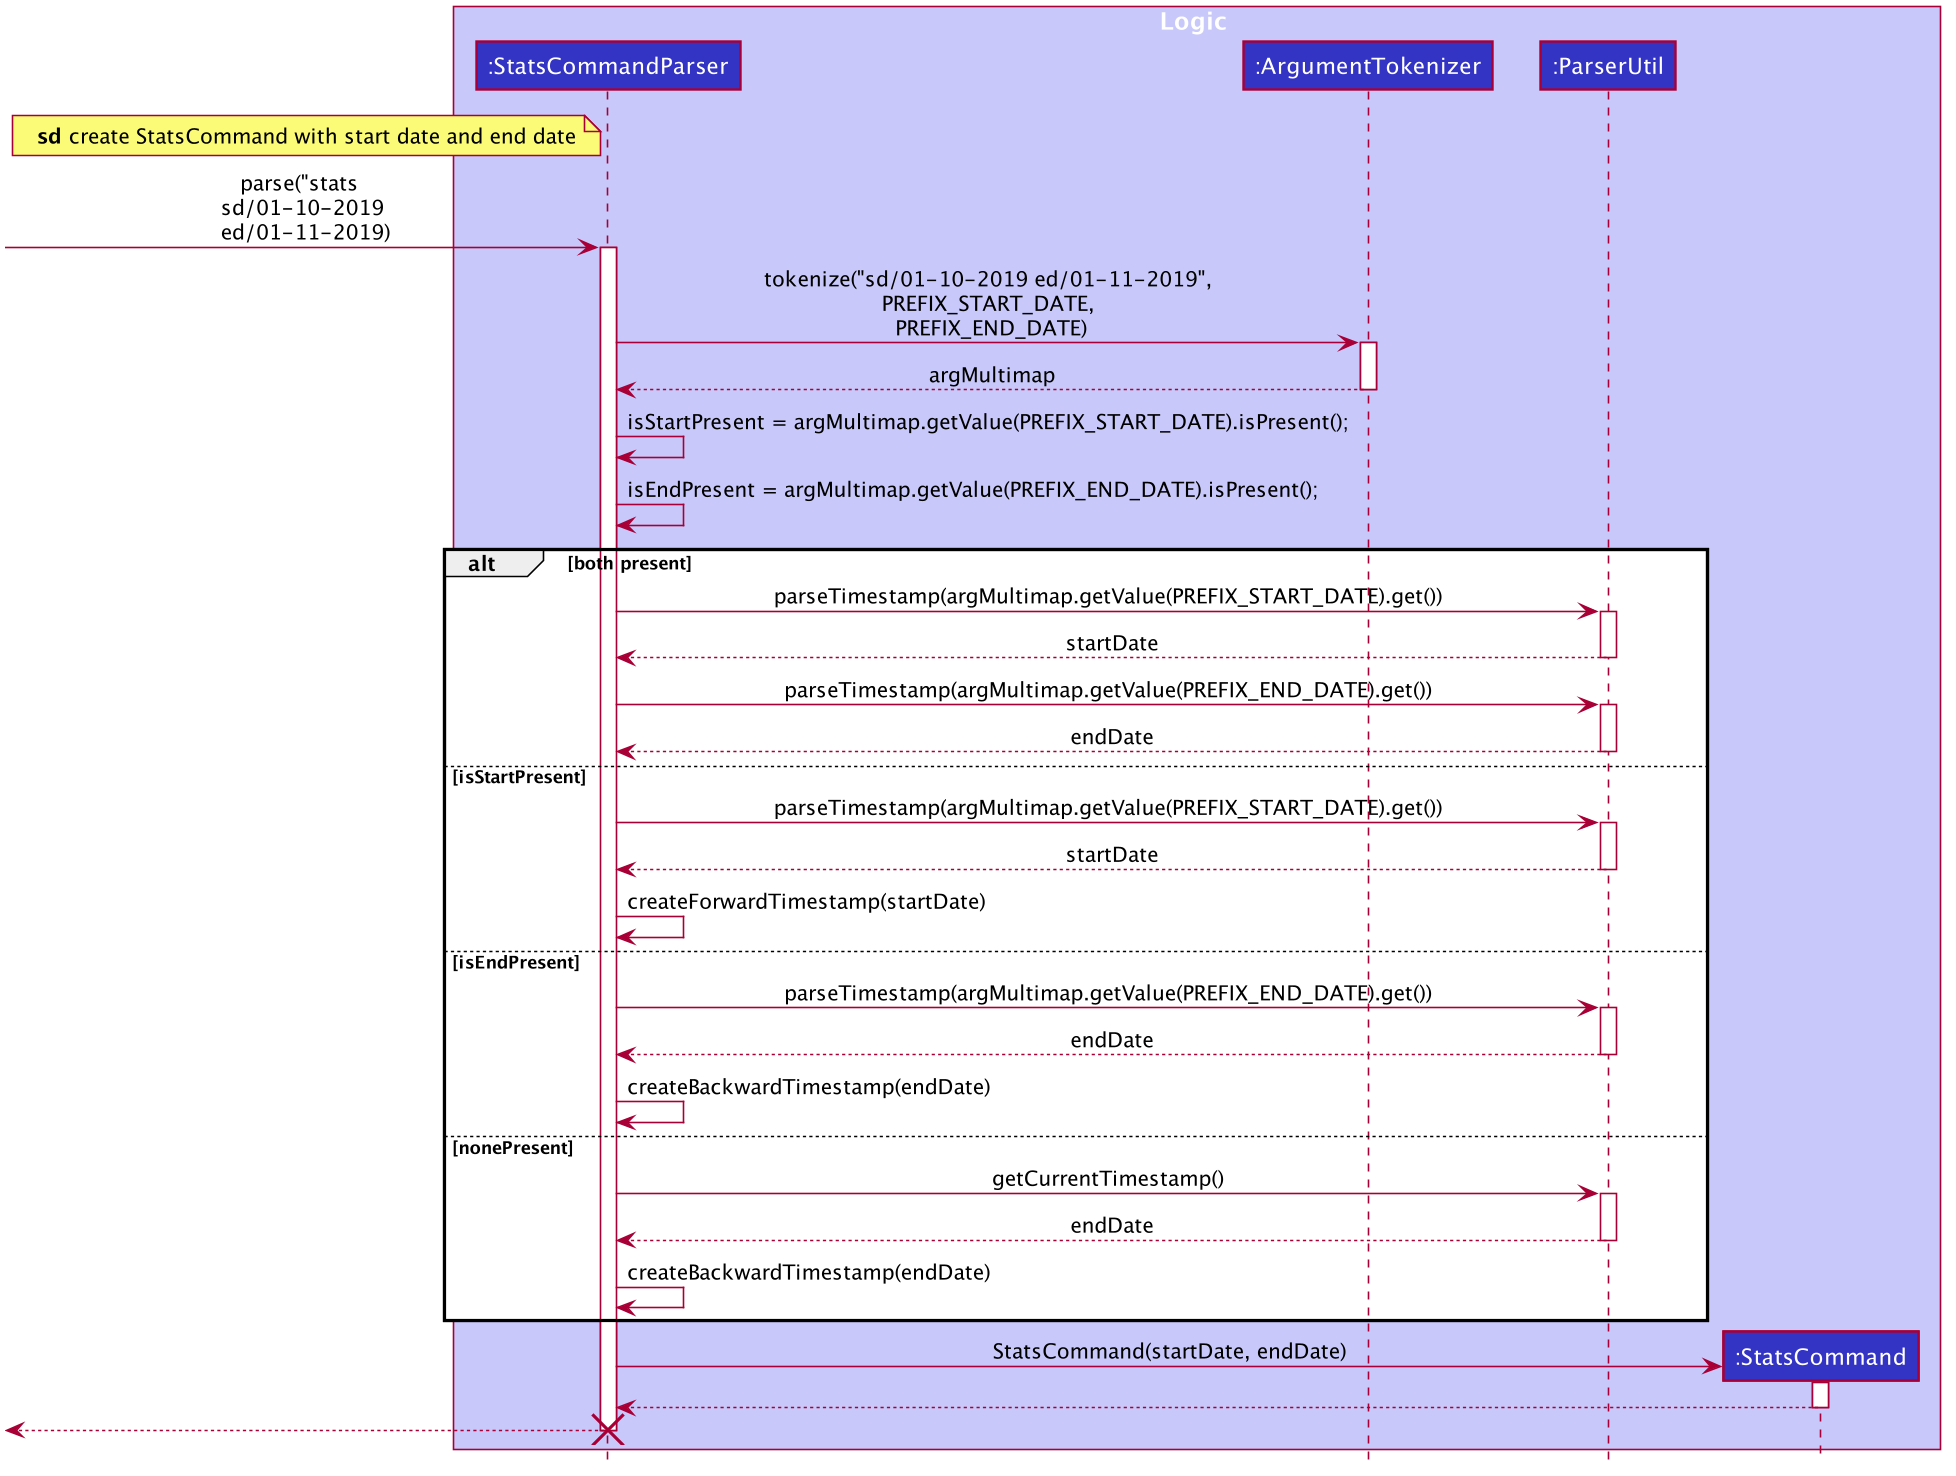 Logic
:StatsCommandParser
:ArgumentTokenizer
:ParserUtil
sd create StatsCommand with start date and end date
parse("stats
sd/01-10-2019
ed/01-11-2019)
tokenize("sd/01-10-2019 ed/01-11-2019",
PREFIX_START_DATE,
PREFIX_END_DATE)
argMultimap
isStartPresent = argMultimap.getValue(PREFIX_START_DATE).isPresent();
isEndPresent = argMultimap.getValue(PREFIX_END_DATE).isPresent();
alt [both present]
parseTimestamp(argMultimap.getValue(PREFIX_START_DATE).get())
startDate
parseTimestamp(argMultimap.getValue(PREFIX_END_DATE).get())
endDate
[isStartPresent]
parseTimestamp(argMultimap.getValue(PREFIX_START_DATE).get())
startDate
createForwardTimestamp(startDate)
[isEndPresent]
parseTimestamp(argMultimap.getValue(PREFIX_END_DATE).get())
endDate
createBackwardTimestamp(endDate)
[nonePresent]
getCurrentTimestamp()
endDate
createBackwardTimestamp(endDate)
StatsCommand(startDate, endDate)
:StatsCommand